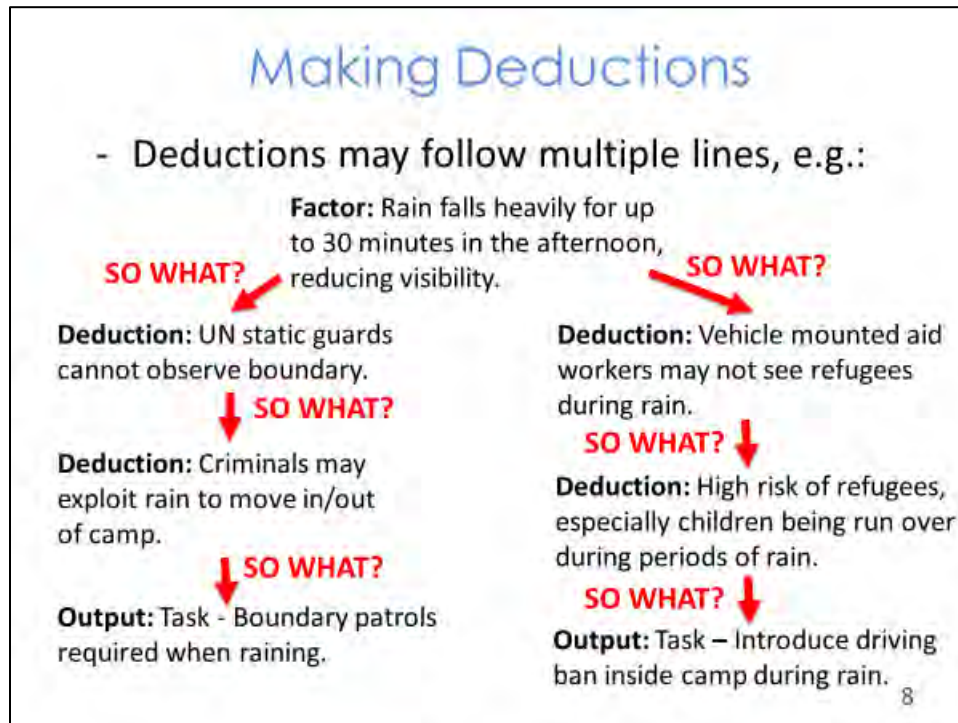 Making Deductions
- Deductions may follow multiple lines, e.g.:
Factor: Rain falls heavily for up
to 30 minutes in the afternoon,
reducing visibility.
SO WHAT?
SO WHAT?
Deduction: UN static guards
cannot observe boundary.
SO WHAT?
Deduction: Criminals may
exploit rain to move in/out
of camp.
SO WHAT?
Output: Task - Boundary patrols
required when raining.
Deduction: Vehicle mounted aid
workers may not see refugees
during rain.
SO WHAT?
Deduction: High risk of refugees,
especially children being run over
during periods of rain.
SO WHAT?
Output: Task – Introduce driving
ban inside camp during rain.
8